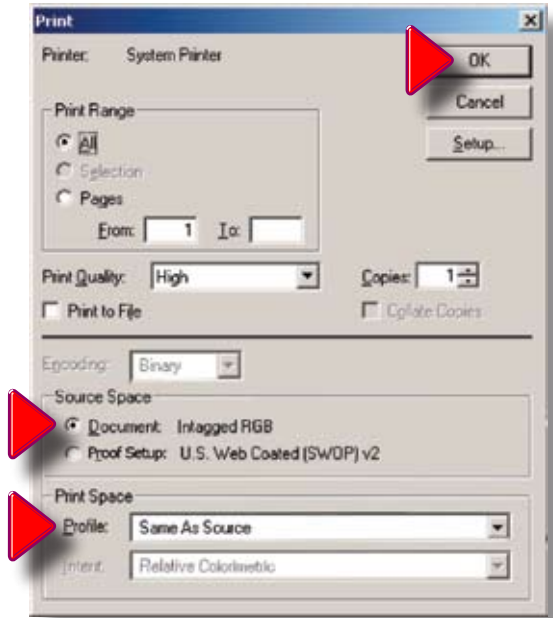 Print
Printer: System Printer
OK
Cancel
Setup...
Print Range
All
Selection
Pages
From: 1 To:
Print Quality: High
Copies: 1
Print to File
Collate Copies
Encoding: Binary
Source Space
Document: Intagged RGB
Proof Setup: U.S. Web Coated (SWOP) v2
Print Space
Profile: Same As Source
Intent: Relative Colorimetric